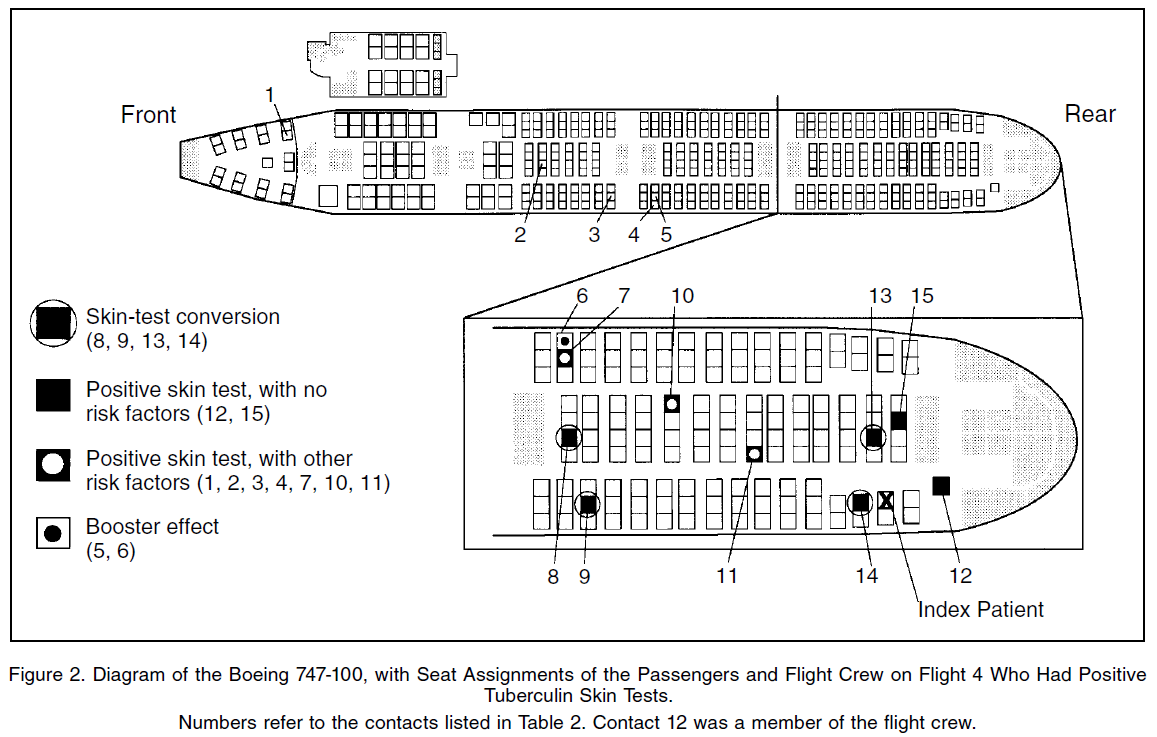 Front
Rear
1
2
3
4
5
6
7
10
13
15
8
9
11
14
12
Index Patient
Skin-test conversion
(8, 9, 13, 14)
Positive skin test, with no
risk factors (12, 15)
Positive skin test, with other
risk factors (1, 2, 3, 4, 7, 10, 11)
Booster effect
(5, 6)
Figure 2. Diagram of the Boeing 747-100, with Seat Assignments of the Passengers and Flight Crew on Flight 4 Who Had Positive
Tuberculin Skin Tests.
Numbers refer to the contacts listed in Table 2. Contact 12 was a member of the flight crew.